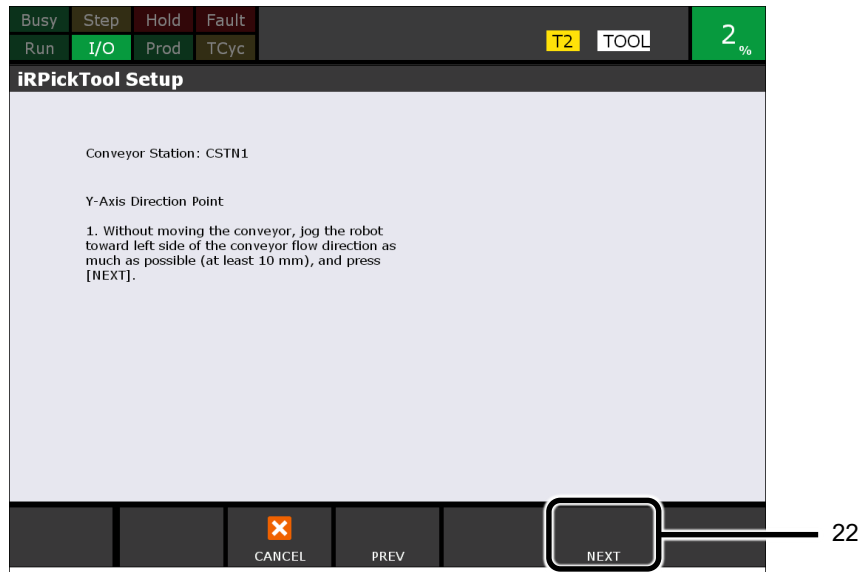 Busy Step Hold Fault
Run I/O Prod TCyc
T2 TOOL
2%
iRPickTool Setup
Conveyor Station: CSTN1
Y-Axis Direction Point
1. Without moving the conveyor, jog the robot
toward left side of the conveyor flow direction as
much as possible (at least 10 mm), and press
[NEXT].
CANCEL PREV NEXT
22